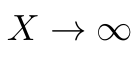 X → ∞